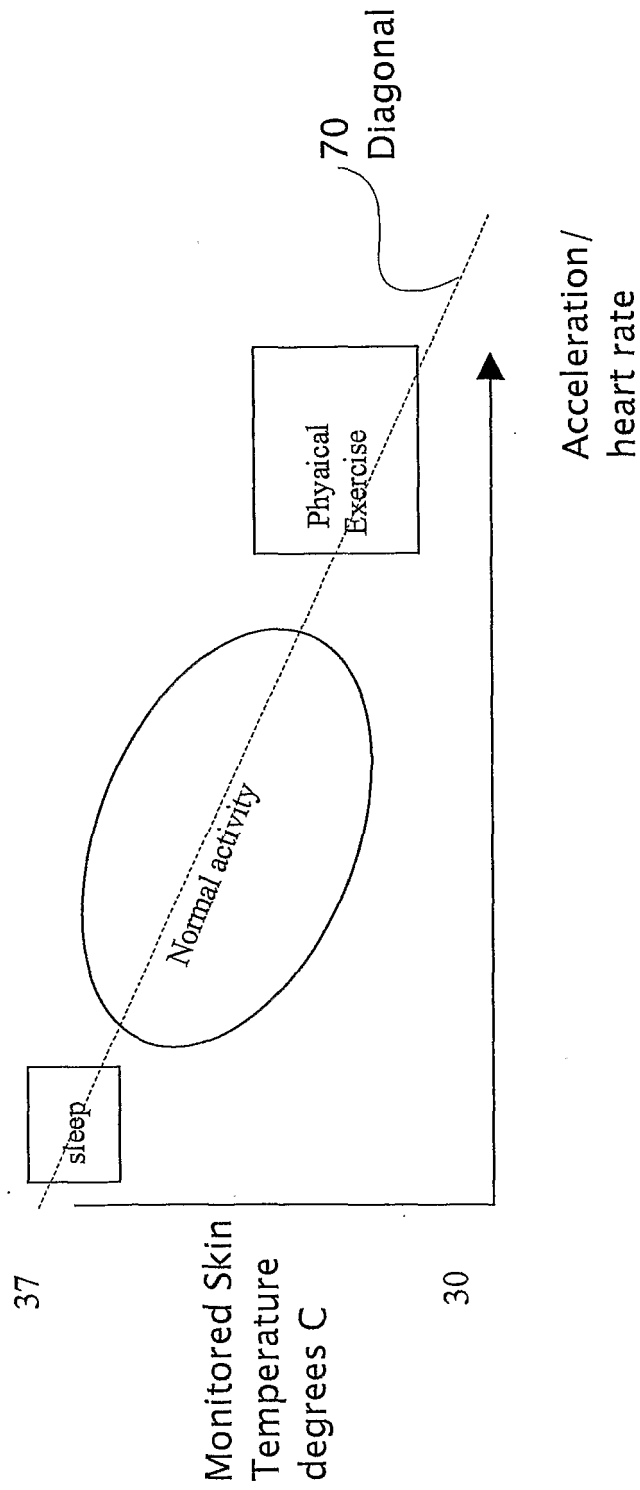 37
Monitored Skin
Temperature
degrees C
30
sleep
Normal activity
Phyaical
Exercise
70
Diagonal
Acceleration/
heart rate